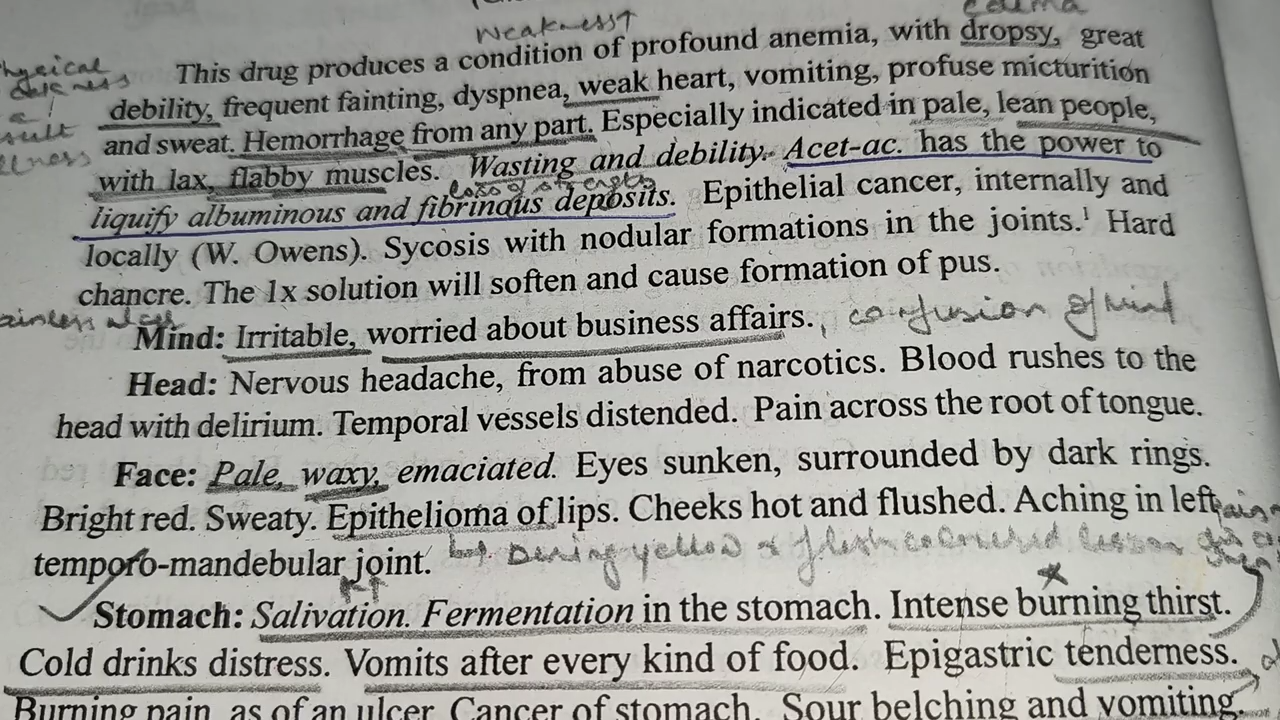 Weakness↑
This drug produces a condition of profound anemia, with dropsy, great
debility, frequent fainting, dyspnea, weak heart, vomiting, profuse micturition
and sweat. Hemorrhage from any part. Especially indicated in pale, lean people,
with lax, flabby muscles. Wasting and debility. Acet-ac. has the power to
loss of strength
liquify albuminous and fibrinous deposits. Epithelial cancer, internally and
locally (W. Owens). Sycosis with nodular formations in the joints.¹ Hard
chancre. The 1x solution will soften and cause formation of pus.
Mind: Irritable, worried about business affairs. confusion of mind
Head: Nervous headache, from abuse of narcotics. Blood rushes to the
head with delirium. Temporal vessels distended. Pain across the root of tongue.
Face: Pale, waxy, emaciated. Eyes sunken, surrounded by dark rings.
Bright red. Sweaty. Epithelioma of lips. Cheeks hot and flushed. Aching in left
temporo-mandebular joint. yellow
Stomach: Salivation. Fermentation in the stomach. Intense burning thirst.
Cold drinks distress. Vomits after every kind of food. Epigastric tenderness.
Burning pain, as of an ulcer. Cancer of stomach. Sour belching and vomiting.